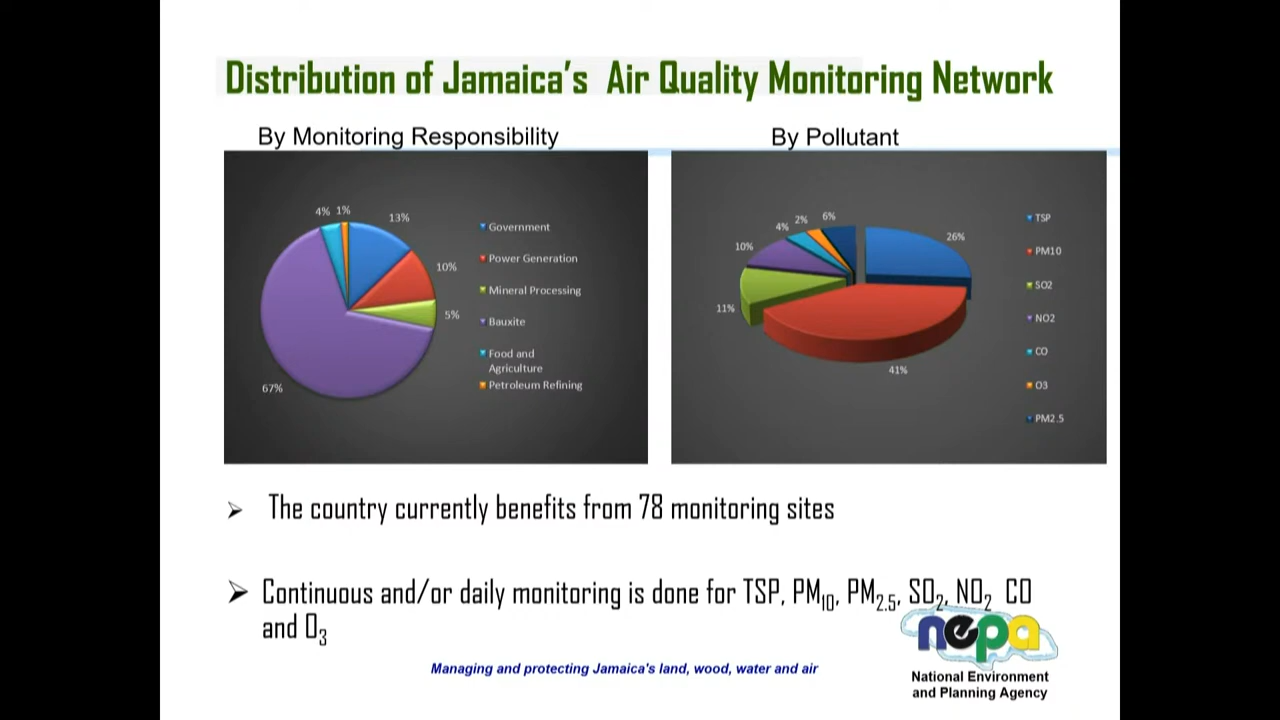 Distribution of Jamaica's Air Quality Monitoring Network
By Monitoring Responsibility
4%
1%
13%
10%
5%
67%
Government
Power Generation
Mineral Processing
Bauxite
Food and
Agriculture
Petroleum Refining
By Pollutant
6%
2%
4%
10%
11%
26%
41%
TSP
PM10
SO2
NO2
CO
O3
PM2.5
➢ The country currently benefits from 78 monitoring sites
➢ Continuous and/or daily monitoring is done for TSP, PM₁₀, PM₂.₅, SO₂, NO₂ CO
and O₃
Managing and protecting Jamaica's land, wood, water and air
nepa
National Environment
and Planning Agency